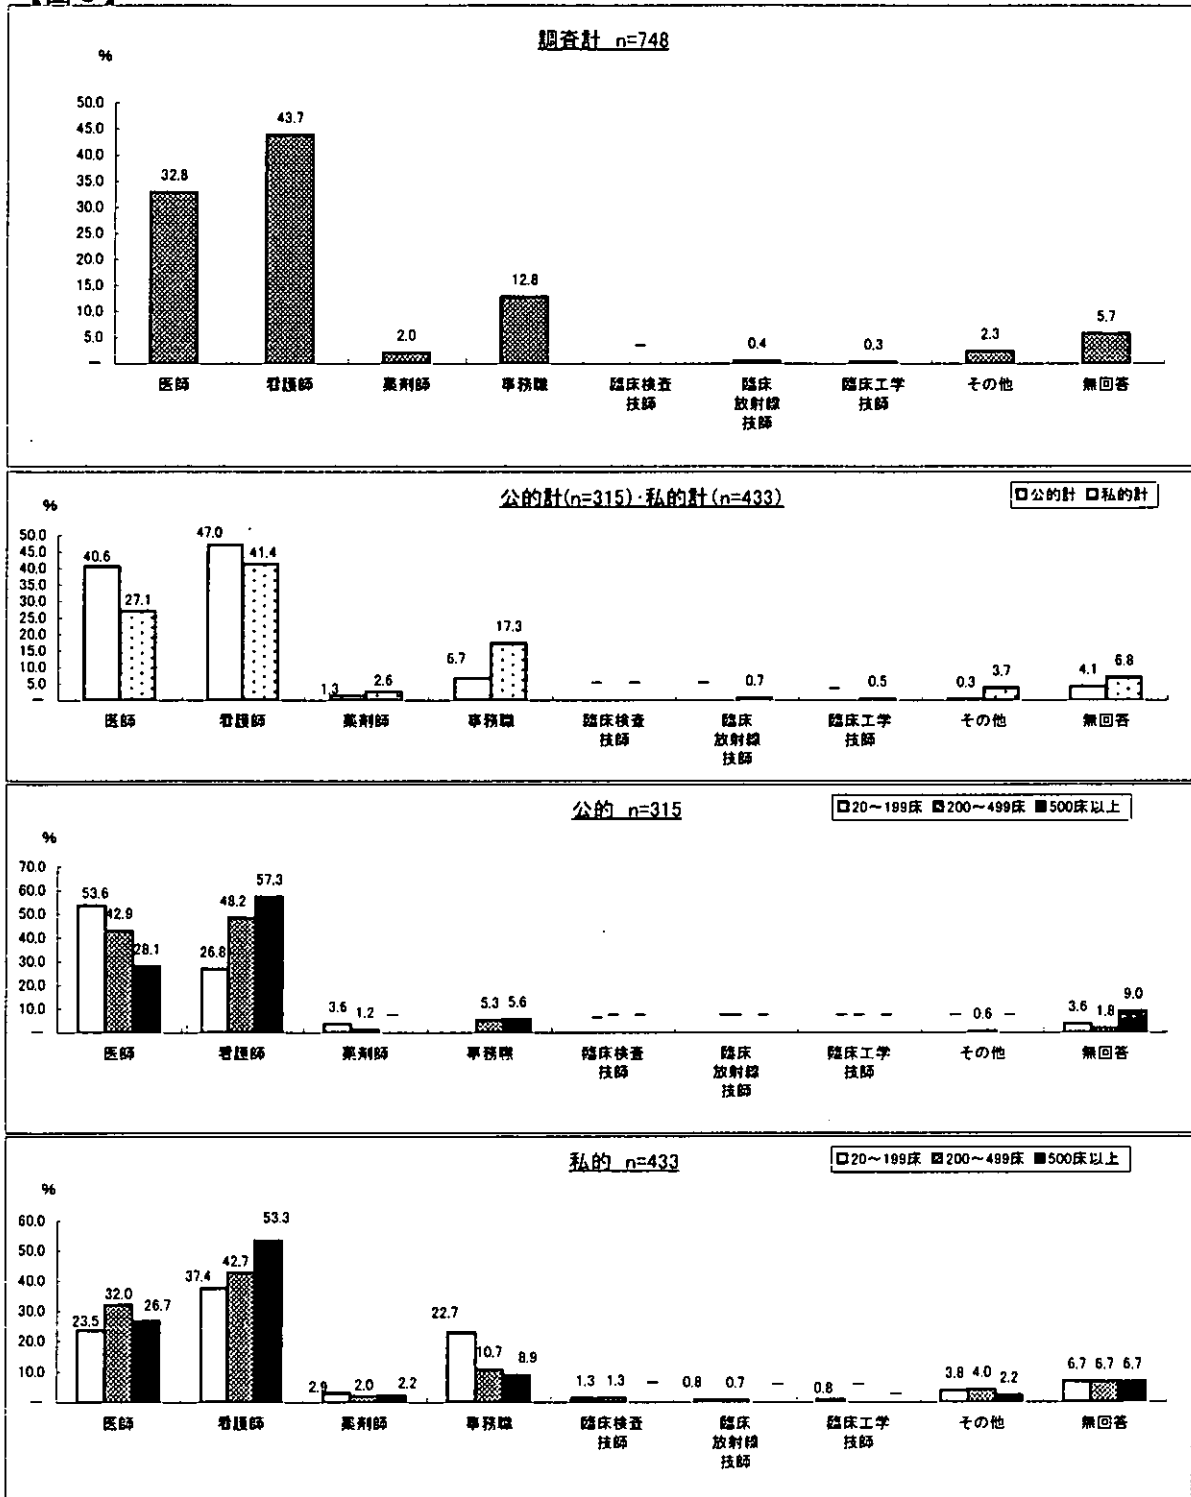 調査計 n=748
%
50.0
45.0
40.0
35.0
30.0
25.0
20.0
15.0
10.0
5.0
—
32.8 43.7 2.0 12.8 — 0.4 0.3 2.3 5.7
医師 看護師 薬剤師 事務職 臨床検査技師 臨床放射線技師 臨床工学技師 その他 無回答
公的計(n=315)・私的計(n=433)
公的計 私的計
%
50.0
45.0
40.0
35.0
30.0
25.0
20.0
15.0
10.0
5.0
—
40.6 27.1 47.0 41.4 1.3 2.6 6.7 17.3 — — — 0.7 — 0.5 0.3 3.7 4.1 6.8
医師 看護師 薬剤師 事務職 臨床検査技師 臨床放射線技師 臨床工学技師 その他 無回答
公的 n=315
20～199床 200～499床 500床以上
%
70.0
60.0
50.0
40.0
30.0
20.0
10.0
—
53.6 42.9 28.1 26.8 48.2 57.3 3.6 1.2 — 5.3 5.6 — — — — — — — — — — 0.6 — 3.6 1.8 9.0
医師 看護師 薬剤師 事務職 臨床検査技師 臨床放射線技師 臨床工学技師 その他 無回答
私的 n=433
20～199床 200～499床 500床以上
%
60.0
50.0
40.0
30.0
20.0
10.0
—
23.5 32.0 26.7 37.4 42.7 53.3 2.9 2.0 2.2 22.7 10.7 8.9 1.3 1.3 — 0.8 0.7 — 0.8 — — 3.8 4.0 2.2 6.7 6.7 6.7
医師 看護師 薬剤師 事務職 臨床検査技師 臨床放射線技師 臨床工学技師 その他 無回答